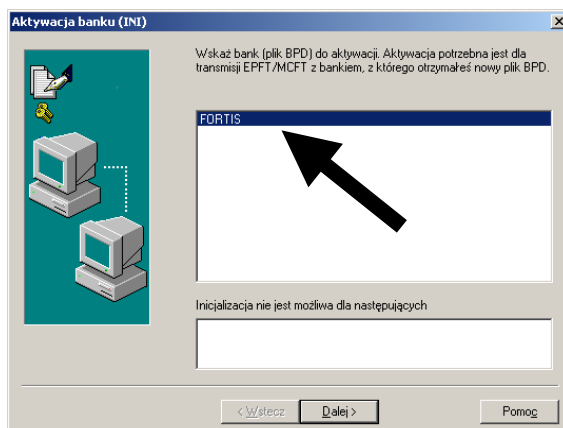 Aktywacja banku (INI)
Wskaż bank (plik BPD) do aktywacji. Aktywacja potrzebna jest dla
transmisji EPFT/MCFT z bankiem, z którego otrzymałeś nowy plik BPD.
FORTIS
Inicjalizacja nie jest możliwa dla następujących
< Wstecz
Dalej >
Pomoc